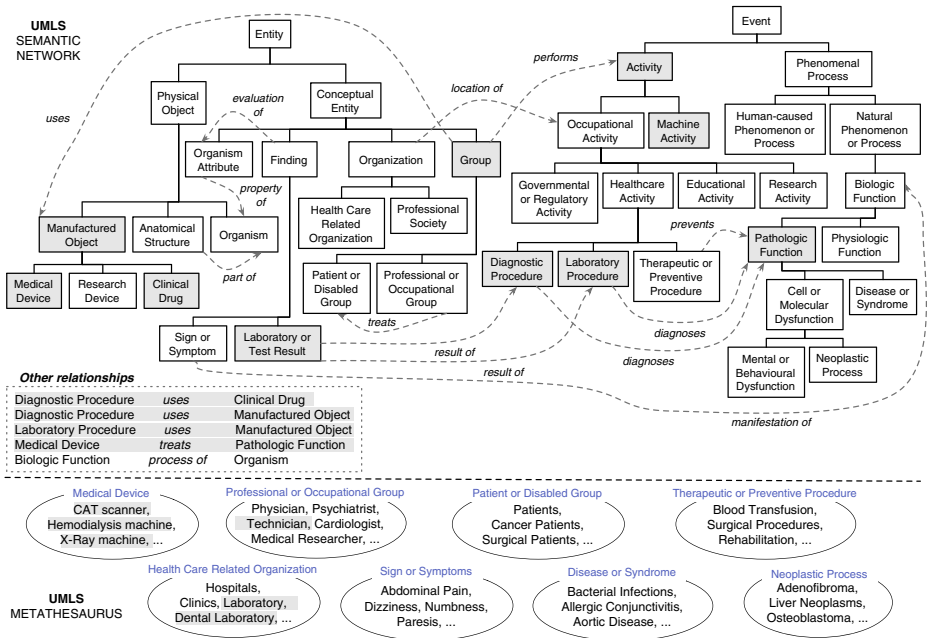 UMLS
SEMANTIC
NETWORK
Entity
Event
Physical
Object
Conceptual
Entity
Activity
Phenomenal
Process
uses
evaluation
of
location of
performs
Organism
Attribute
Finding
Organization
Group
Occupational
Activity
Machine
Activity
Human-caused
Phenomenon or
Process
Natural
Phenomenon
or Process
property
of
Governmental
or Regulatory
Activity
Healthcare
Activity
Educational
Activity
Research
Activity
Biologic
Function
Manufactured
Object
Anatomical
Structure
Organism
Health Care
Related
Organization
Professional
Society
prevents
Pathologic
Function
Physiologic
Function
part of
Medical
Device
Research
Device
Clinical
Drug
Patient or
Disabled
Group
Professional or
Occupational
Group
Diagnostic
Procedure
Laboratory
Procedure
Therapeutic or
Preventive
Procedure
Cell or
Molecular
Dysfunction
Disease or
Syndrome
treats
Sign or
Symptom
Laboratory or
Test Result
result of
result of
diagnoses
diagnoses
Mental or
Behavioural
Dysfunction
Neoplastic
Process
manifestation of
Other relationships
Diagnostic Procedure uses Clinical Drug
Diagnostic Procedure uses Manufactured Object
Laboratory Procedure uses Manufactured Object
Medical Device treats Pathologic Function
Biologic Function process of Organism
Medical Device
CAT scanner,
Hemodialysis machine,
X-Ray machine, ...
Professional or Occupational Group
Physician, Psychiatrist,
Technician, Cardiologist,
Medical Researcher, ...
Patient or Disabled Group
Patients,
Cancer Patients,
Surgical Patients, ...
Therapeutic or Preventive Procedure
Blood Transfusion,
Surgical Procedures,
Rehabilitation, ...
UMLS
METATHESAURUS
Health Care Related Organization
Hospitals,
Clinics, Laboratory,
Dental Laboratory, ...
Sign or Symptoms
Abdominal Pain,
Dizziness, Numbness,
Paresis, ...
Disease or Syndrome
Bacterial Infections,
Allergic Conjunctivitis,
Aortic Disease, ...
Neoplastic Process
Adenofibroma,
Liver Neoplasms,
Osteoblastoma, ...